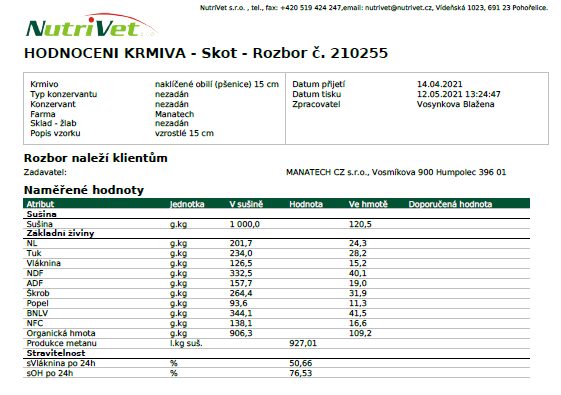 NutriVet s.r.o. , tel., fax: +420 519 424 247,email: nutrivet@nutrivet.cz, Vídeňská 1023, 691 23 Pohořelice.
NutriVet
HODNOCENI KRMIVA - Skot - Rozbor č. 210255
Krmivo naklíčené obilí (pšenice) 15 cm Datum přijetí 14.04.2021
Typ konzervantu nezadán Datum tisku 12.05.2021 13:24:47
Konzervant nezadán Zpracovatel Vosynkova Blažena
Farma Manatech
Sklad - žlab nezadán
Popis vzorku vzrostlé 15 cm
Rozbor naleží klientům
Zadavatel: MANATECH CZ s.r.o., Vosmíkova 900 Humpolec 396 01
Naměřené hodnoty
Atribut Jednotka V sušině Hodnota Ve hmotě Doporučená hodnota
Sušina
Sušina g.kg 1 000,0 120,5
Základní živiny
NL g.kg 201,7 24,3
Tuk g.kg 234,0 28,2
Vláknina g.kg 126,5 15,2
NDF g.kg 332,5 40,1
ADF g.kg 157,7 19,0
Škrob g.kg 264,4 31,9
Popel g.kg 93,6 11,3
BNLV g.kg 344,1 41,5
NFC g.kg 138,1 16,6
Organická hmota g.kg 906,3 109,2
Produkce metanu l.kg suš. 927,01
Stravitelnost
sVláknina po 24h % 50,66
sOH po 24h % 76,53